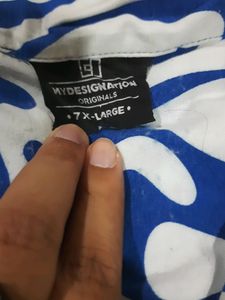 MYDESIGNATION
ORIGINALS
• 7 X-LARGE •